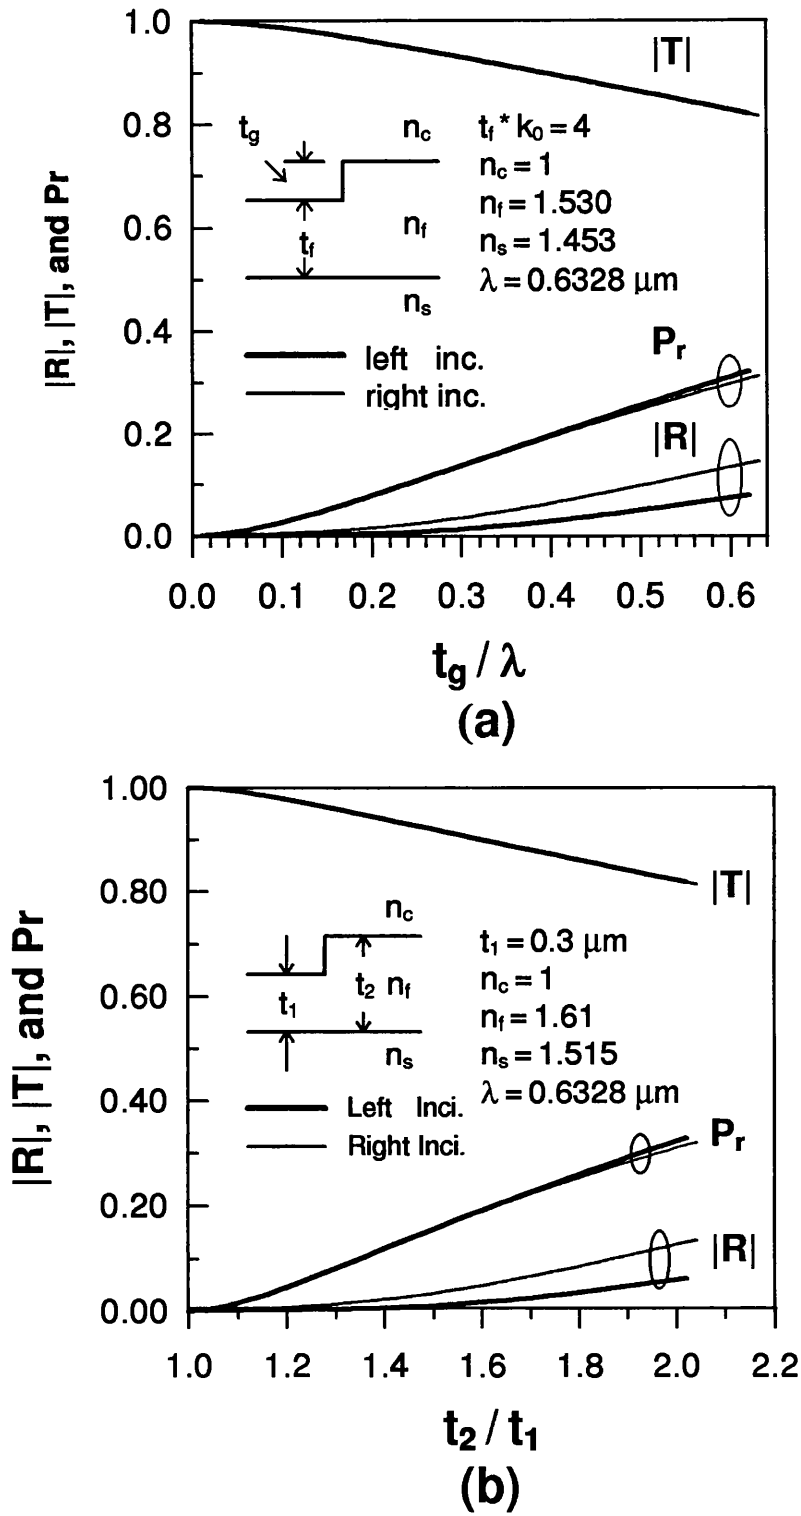 |R|, |T|, and Pr
1.0
0.8
0.6
0.4
0.2
0.0
|T|
t_g
n_c
t_f
n_f
n_s
t_f * k_0 = 4
n_c = 1
n_f = 1.530
n_s = 1.453
λ = 0.6328 μm
left inc.
right inc.
P_r
|R|
0.0 0.1 0.2 0.3 0.4 0.5 0.6
t_g / λ
(a)
|R|, |T|, and Pr
1.00
0.80
0.60
0.40
0.20
0.00
|T|
n_c
t_1
t_2 n_f
n_s
t_1 = 0.3 μm
n_c = 1
n_f = 1.61
n_s = 1.515
λ = 0.6328 μm
Left Inci.
Right Inci.
P_r
|R|
1.0 1.2 1.4 1.6 1.8 2.0 2.2
t_2 / t_1
(b)